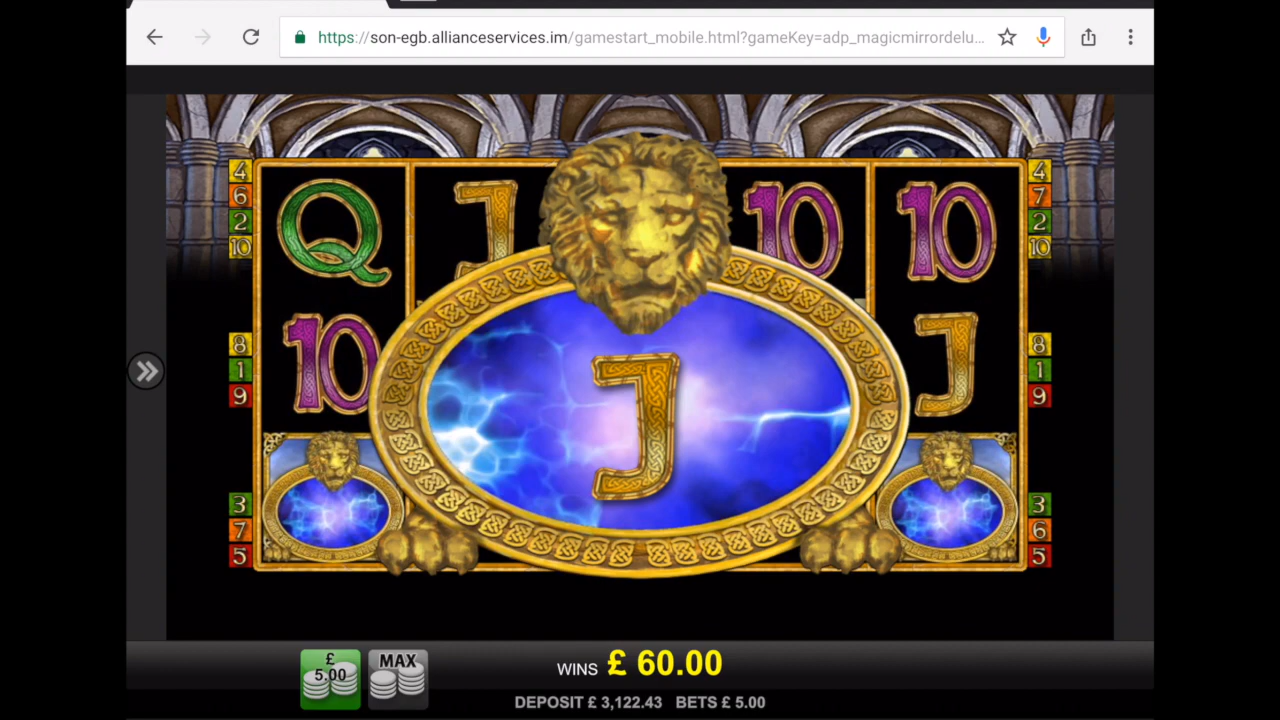 https://son-egb.allianceservices.im/gamestart_mobile.html?gameKey=adp_magicmirrordelu...
4 Q J 10 10 4
6 7
2 2
10 10
8 10 J J 8
1 1
9 9
3 3
7 6
5 5
£ MAX
5.00
WINS £ 60.00
DEPOSIT £ 3,122.43 BETS £ 5.00